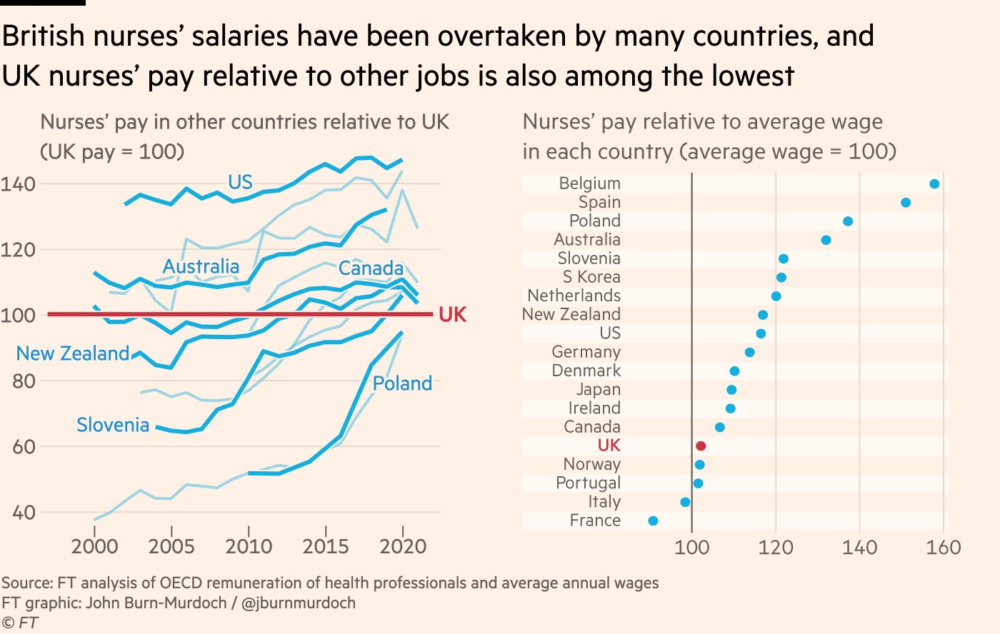 British nurses’ salaries have been overtaken by many countries, and
UK nurses’ pay relative to other jobs is also among the lowest
Nurses’ pay in other countries relative to UK
(UK pay = 100)
140
120
100
80
60
40
US
Australia
Canada
UK
New Zealand
Poland
Slovenia
2000 2005 2010 2015 2020
Nurses’ pay relative to average wage
in each country (average wage = 100)
Belgium
Spain
Poland
Australia
Slovenia
S Korea
Netherlands
New Zealand
US
Germany
Denmark
Japan
Ireland
Canada
UK
Norway
Portugal
Italy
France
100 120 140 160
Source: FT analysis of OECD remuneration of health professionals and average annual wages
FT graphic: John Burn-Murdoch / @jburnmurdoch
© FT